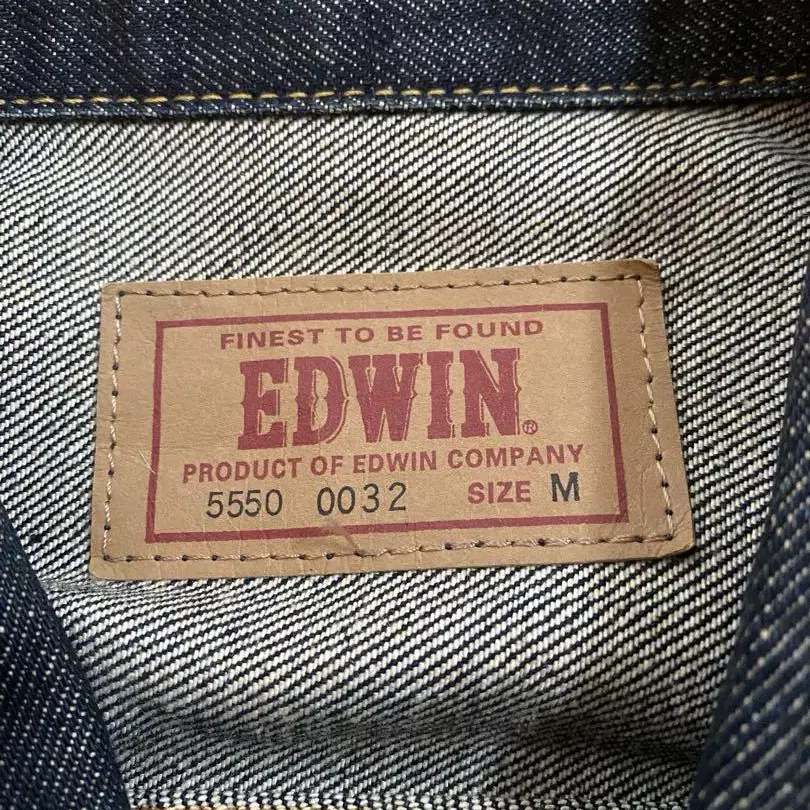 FINEST TO BE FOUND
EDWIN®
PRODUCT OF EDWIN COMPANY
5550 0032 SIZE M